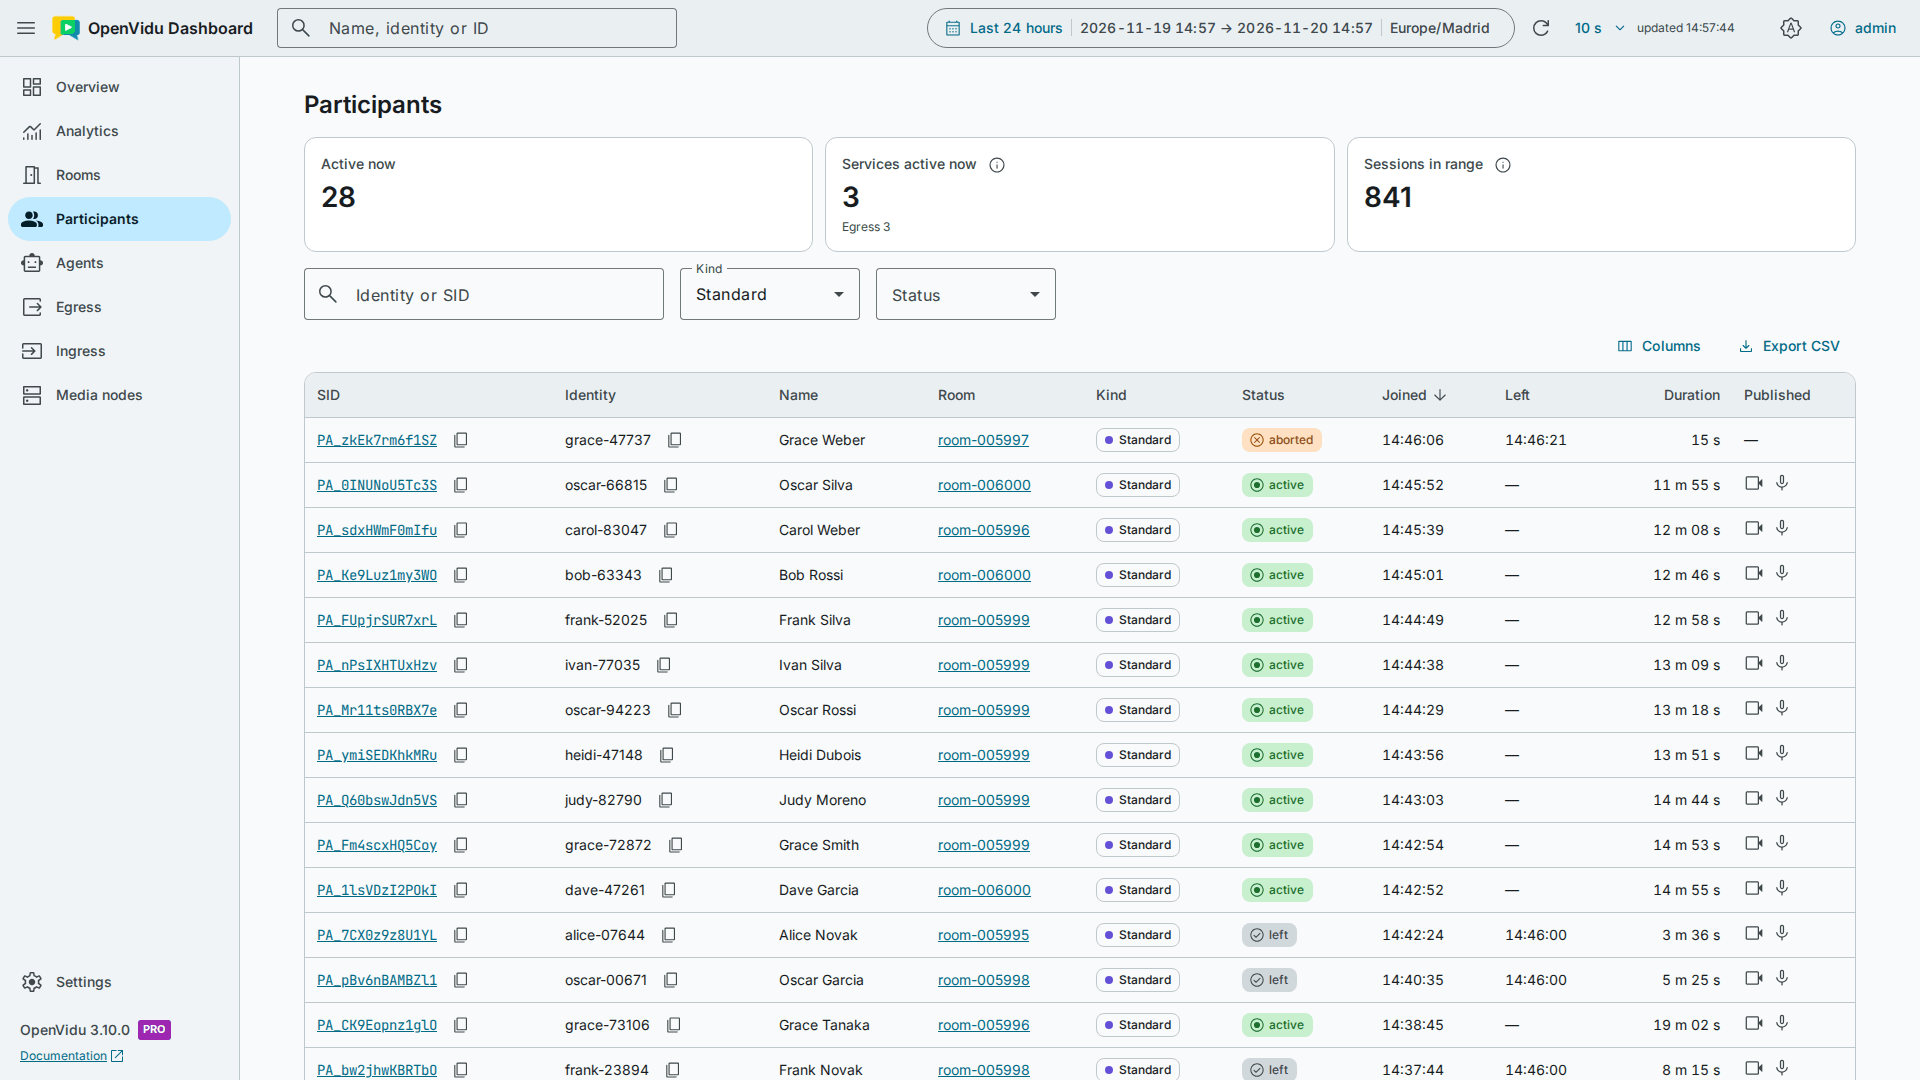 OpenVidu Dashboard
Name, identity or ID
Last 24 hours 2026-11-19 14:57 → 2026-11-20 14:57 Europe/Madrid
10 s updated 14:57:44
A
admin
Overview
Analytics
Rooms
Participants
Agents
Egress
Ingress
Media nodes
Settings
OpenVidu 3.10.0 PRO
Documentation
Participants
Active now
28
Services active now
3
Egress 3
Sessions in range
841
Identity or SID
Kind
Standard
Status
Columns
Export CSV
SID Identity Name Room Kind Status Joined Left Duration Published
PA_zkEk7rm6f1SZ grace-47737 Grace Weber room-005997 Standard aborted 14:46:06 14:46:21 15 s —
PA_0INUNoU5Tc3S oscar-66815 Oscar Silva room-006000 Standard active 14:45:52 — 11 m 55 s
PA_sdxHWmF0mIfu carol-83047 Carol Weber room-005996 Standard active 14:45:39 — 12 m 08 s
PA_Ke9Luz1my3WO bob-63343 Bob Rossi room-006000 Standard active 14:45:01 — 12 m 46 s
PA_FUpjrSUR7xrL frank-52025 Frank Silva room-005999 Standard active 14:44:49 — 12 m 58 s
PA_nPsIXHTUxHzv ivan-77035 Ivan Silva room-005999 Standard active 14:44:38 — 13 m 09 s
PA_Mr11ts0RBX7e oscar-94223 Oscar Rossi room-005999 Standard active 14:44:29 — 13 m 18 s
PA_ymiSEDKhkMRu heidi-47148 Heidi Dubois room-005999 Standard active 14:43:56 — 13 m 51 s
PA_Q60bswJdn5VS judy-82790 Judy Moreno room-005999 Standard active 14:43:03 — 14 m 44 s
PA_Fm4scxHQ5Coy grace-72872 Grace Smith room-005999 Standard active 14:42:54 — 14 m 53 s
PA_1lsVDzI2POkI dave-47261 Dave Garcia room-006000 Standard active 14:42:52 — 14 m 55 s
PA_7CX0z9z8U1YL alice-07644 Alice Novak room-005995 Standard left 14:42:24 14:46:00 3 m 36 s
PA_pBv6nBAMBZl1 oscar-00671 Oscar Garcia room-005998 Standard left 14:40:35 14:46:00 5 m 25 s
PA_CK9Eopnz1glO grace-73106 Grace Tanaka room-005996 Standard active 14:38:45 — 19 m 02 s
PA_bw2jhwKBRTbO frank-23894 Frank Novak room-005998 Standard left 14:37:44 14:46:00 8 m 15 s